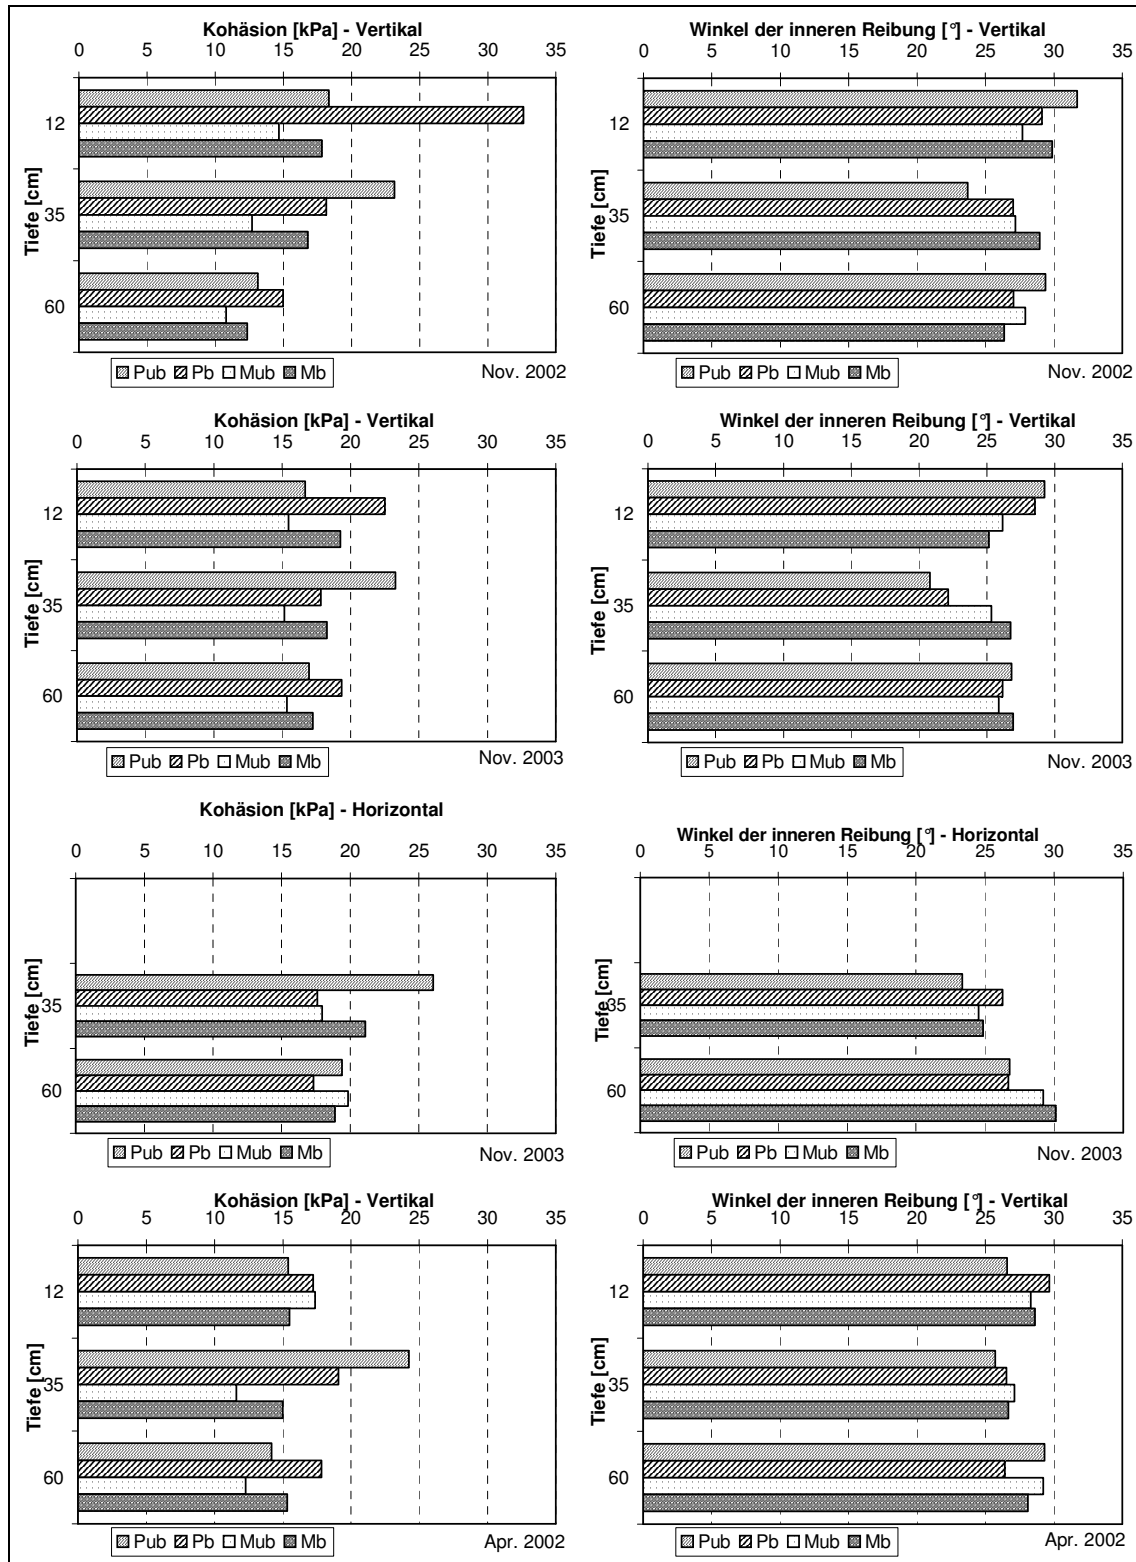 Kohäsion [kPa] - Vertikal
0 5 10 15 20 25 30 35
Tiefe [cm]
12
35
60
Pub Pb Mub Mb
Nov. 2002
Winkel der inneren Reibung [°] - Vertikal
0 5 10 15 20 25 30 35
Tiefe [cm]
12
35
60
Pub Pb Mub Mb
Nov. 2002
Kohäsion [kPa] - Vertikal
0 5 10 15 20 25 30 35
Tiefe [cm]
12
35
60
Pub Pb Mub Mb
Nov. 2003
Winkel der inneren Reibung [°] - Vertikal
0 5 10 15 20 25 30 35
Tiefe [cm]
12
35
60
Pub Pb Mub Mb
Nov. 2003
Kohäsion [kPa] - Horizontal
0 5 10 15 20 25 30 35
Tiefe [cm]
35
60
Pub Pb Mub Mb
Nov. 2003
Winkel der inneren Reibung [°] - Horizontal
0 5 10 15 20 25 30 35
Tiefe [cm]
35
60
Pub Pb Mub Mb
Nov. 2003
Kohäsion [kPa] - Vertikal
0 5 10 15 20 25 30 35
Tiefe [cm]
12
35
60
Pub Pb Mub Mb
Apr. 2002
Winkel der inneren Reibung [°] - Vertikal
0 5 10 15 20 25 30 35
Tiefe [cm]
12
35
60
Pub Pb Mub Mb
Apr. 2002